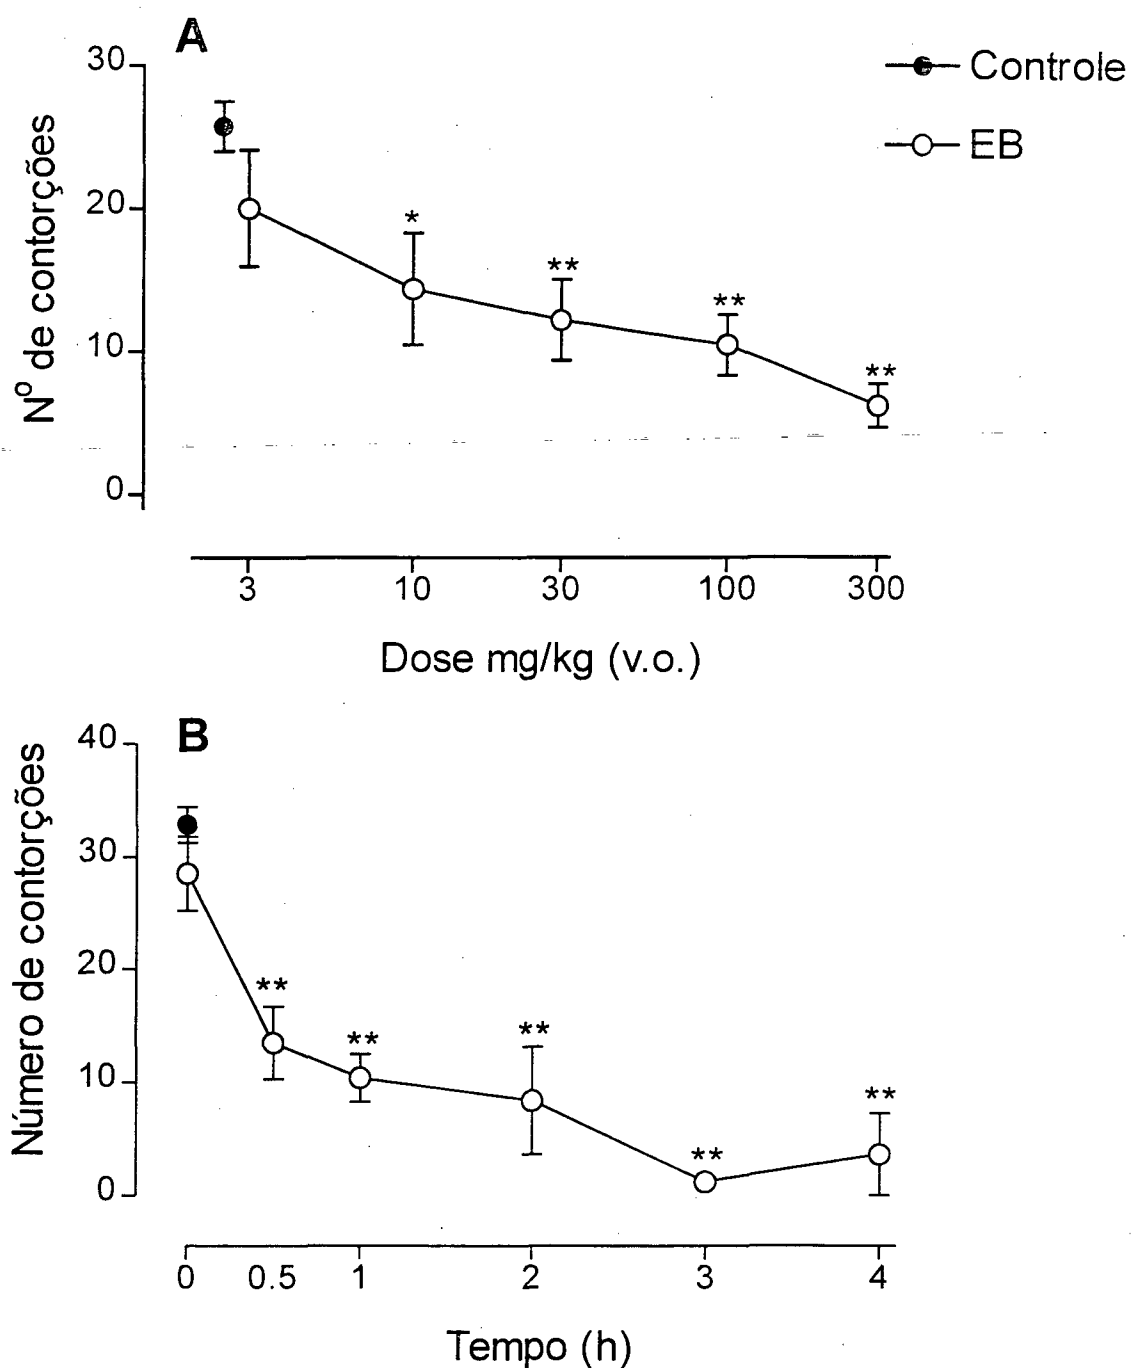 A
Controle
EB
Nº de contorções
30
20
10
0
*
**
**
**
3 10 30 100 300
Dose mg/kg (v.o.)
B
Número de contorções
40
30
20
10
0
**
**
**
**
**
0 0.5 1 2 3 4
Tempo (h)